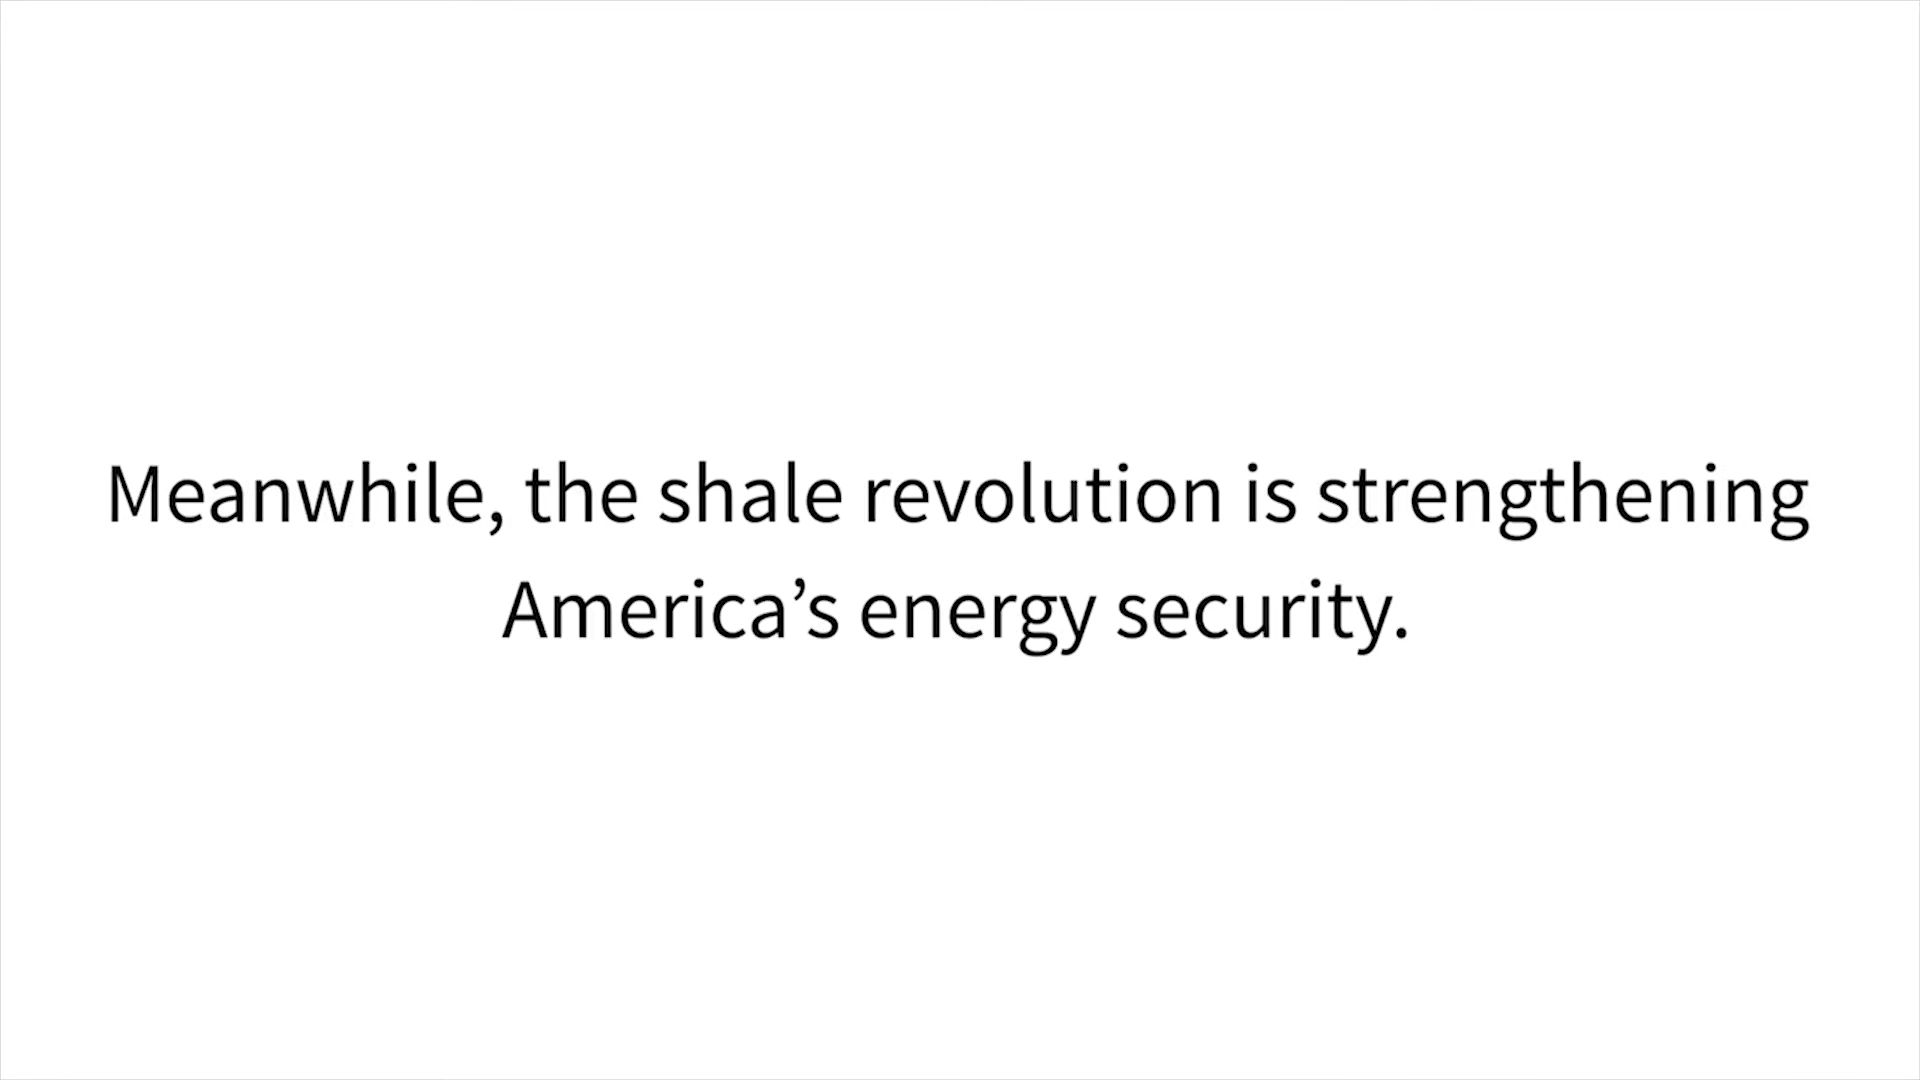 Meanwhile, the shale revolution is strengthening
America’s energy security.